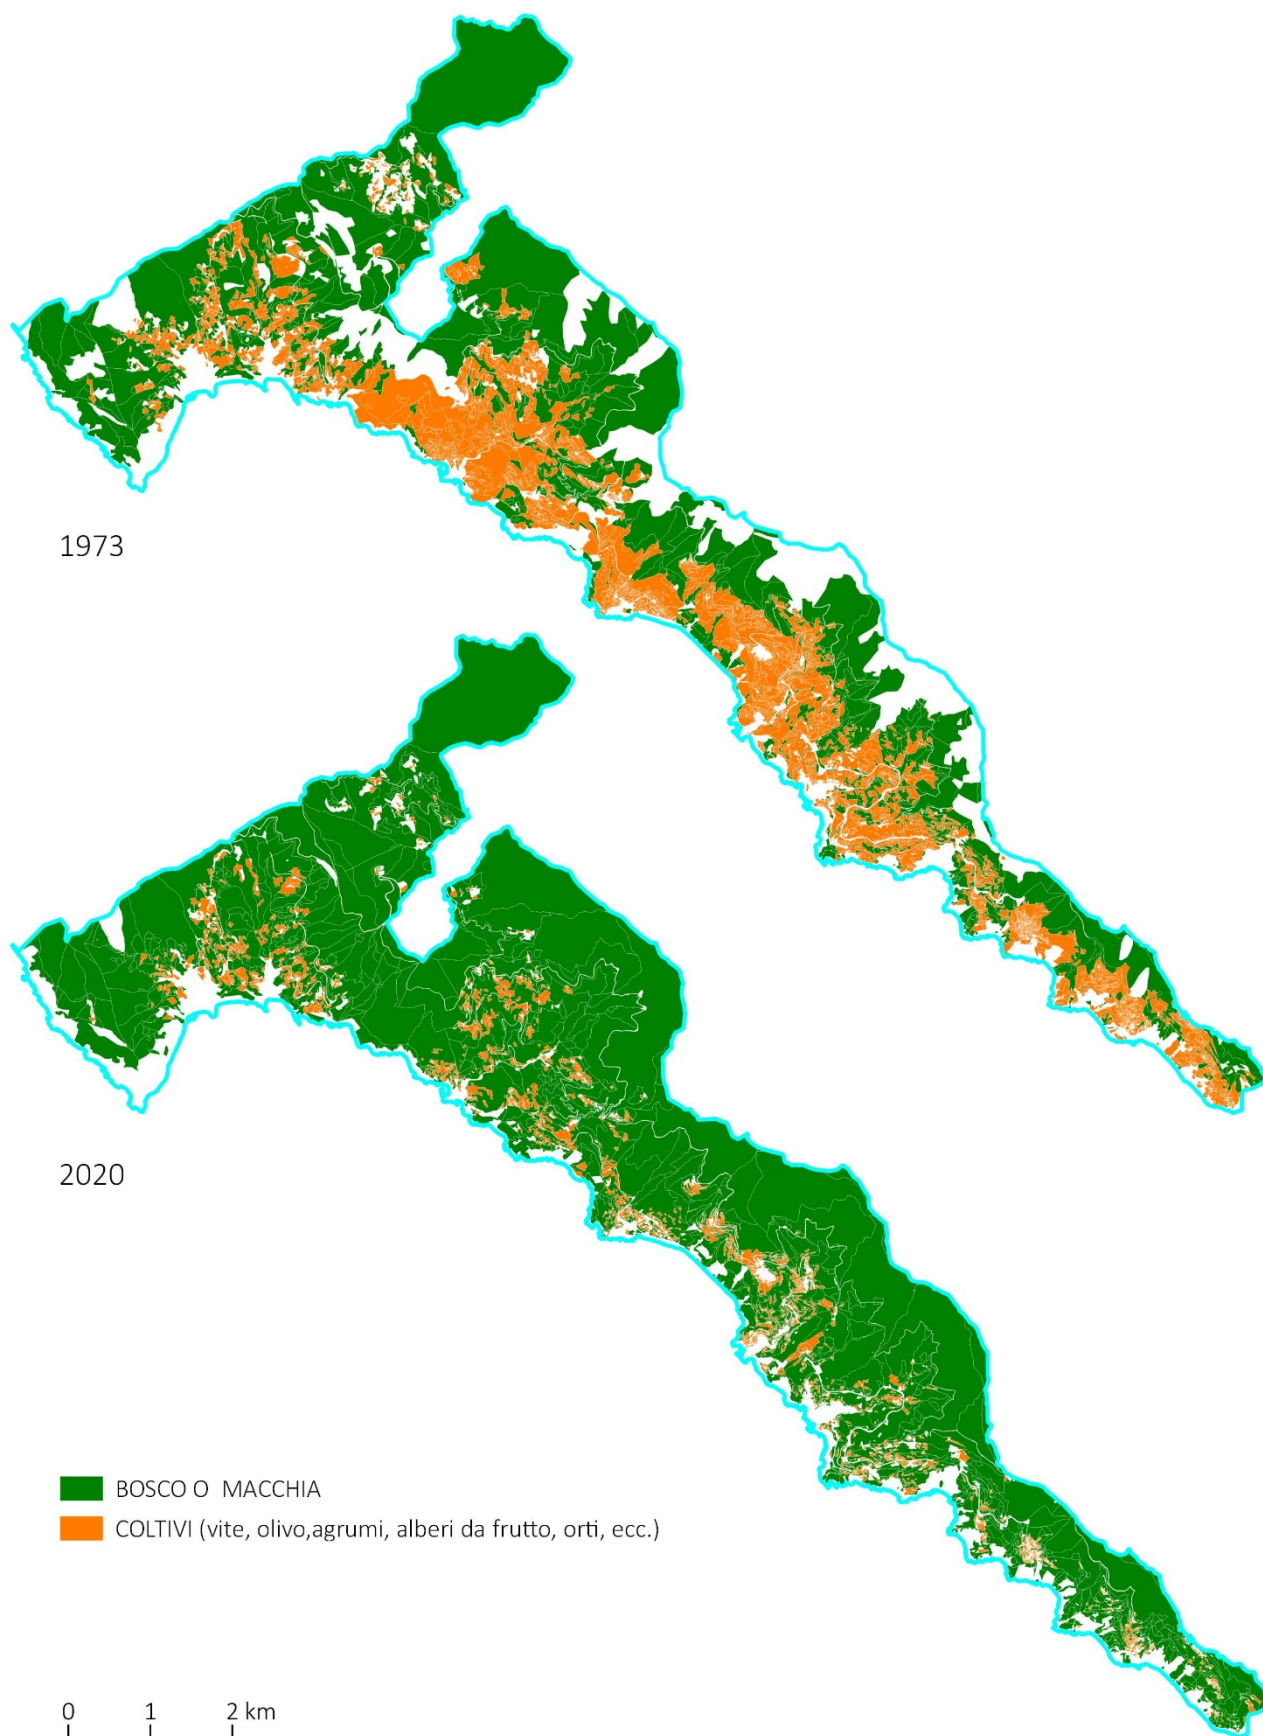 1973
2020
BOSCO O MACCHIA
COLTIVI (vite, olivo,agrumi, alberi da frutto, orti, ecc.)
0 1 2 km